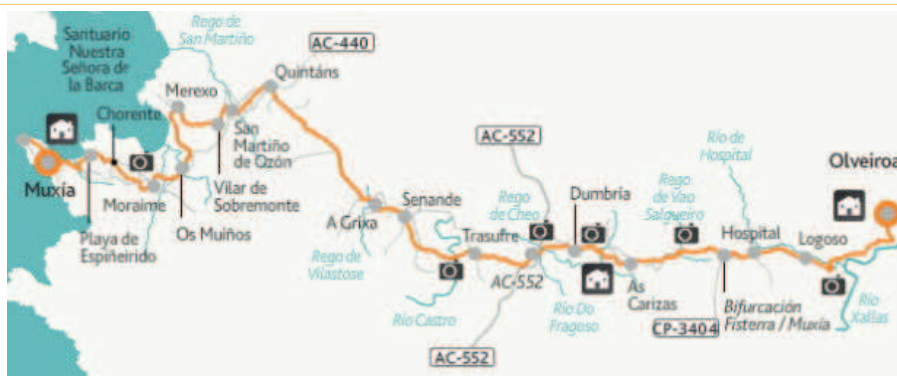 Santuario
Nuestra
Señora de
la Barca
Rego de
San Martiño
AC-440
Quintáns
Merexo
Chorente
San
Martiño
de Ozón
Vilar de
Sobremonte
Muxía
Moraime
Os Muiños
Playa de
Espiñeirido
A Grixa
Senande
Rego de
Vilastose
Trasufre
Río Castro
AC-552
Rego
de Cheo
AC-552
AC-552
Dumbría
Río Do
Fragoso
As
Carizas
Rego
de Vao
Salgueiro
Río de
Hospital
Hospital
CP-3404
Bifurcación
Fisterra / Muxía
Logoso
Olveiroa
Río
Xallas